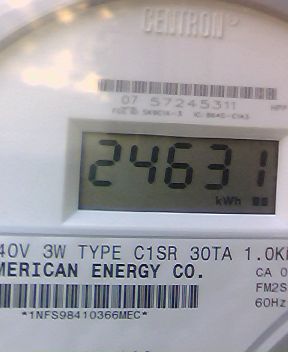 CENTRON
07 57245311
24631
kWh
40V 3W TYPE C1SR 30TA 1.0K
MERICAN ENERGY CO.
CA 0
FM2S
60Hz
*1NFS98410366MEC*